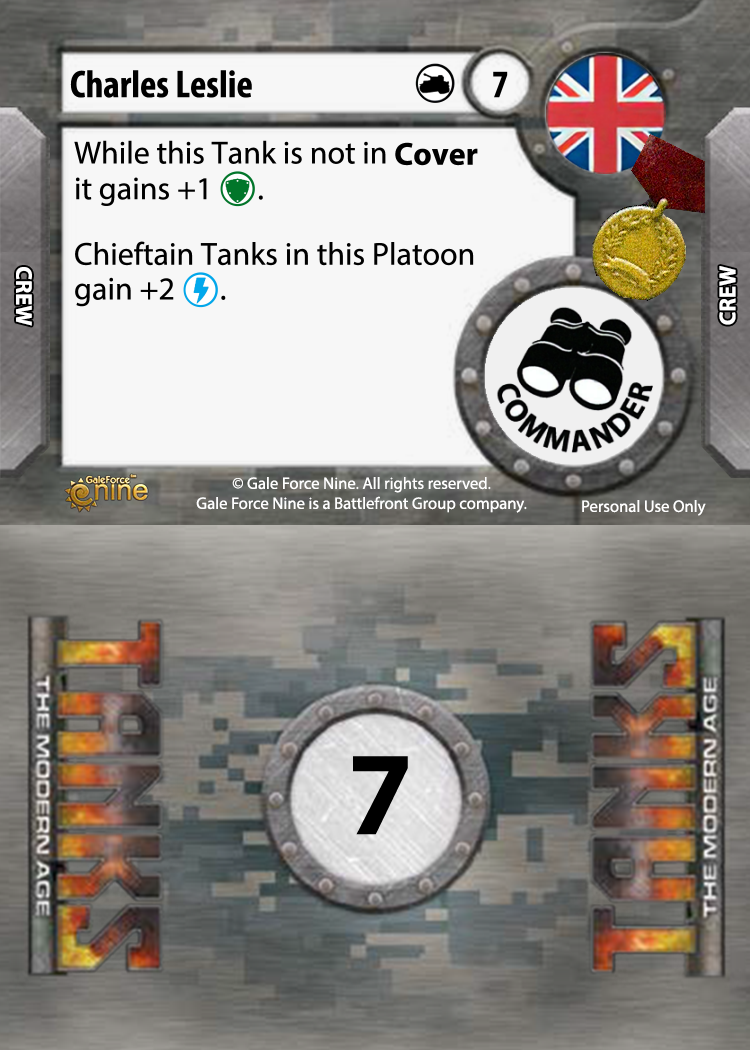 Charles Leslie
7
While this Tank is not in Cover
it gains +1 .
Chieftain Tanks in this Platoon
gain +2 .
CREW
CREW
COMMANDER
GaleForce™
nine
© Gale Force Nine. All rights reserved.
Gale Force Nine is a Battlefront Group company.
Personal Use Only
TANKS
THE MODERN AGE
7
TANKS
THE MODERN AGE